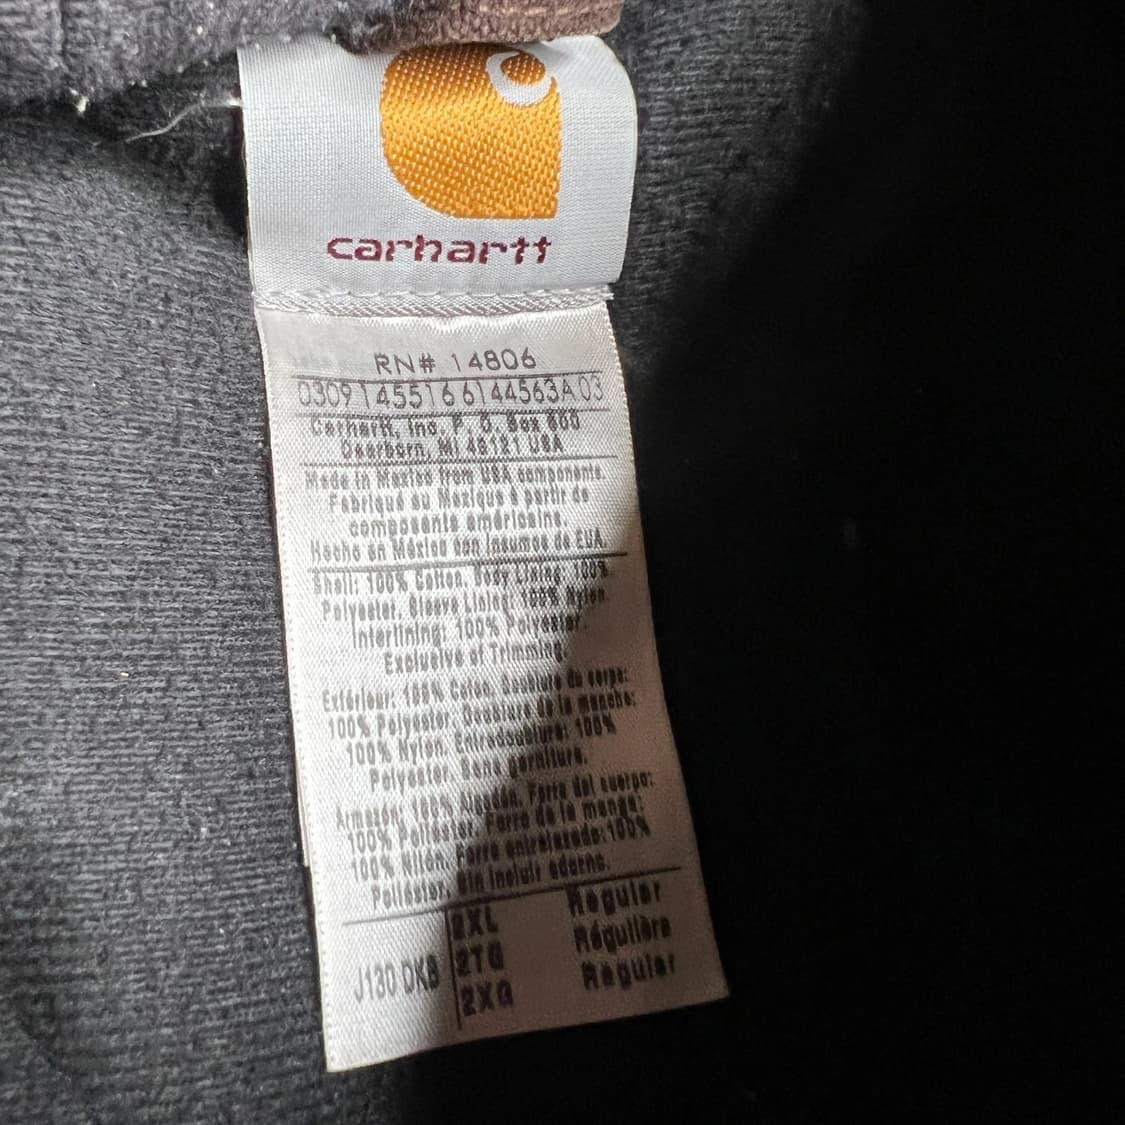 carhartt
RN# 14806
0309 145516 6144563A 03
Carhartt, Inc. P. O. Box 600
Dearborn, MI 48121 USA
Made in Mexico from USA components
Fabriqué au Mexique à partir de
composants américains.
Hecho en México con Insumos de EUA.
Shell: 100% Cotton, Body Lining: 100%
Polyester, Sleeve Lining: 100% Nylon.
Interlining: 100% Polyester.
Exclusive of Trimming.
Extérieur: 100% Coton. Doublure du corps:
100% Polyester, Doublure de la manche:
100% Nylon. Entredoublure: 100%
Polyester. Sans garniture.
Armazón: 100% Algodón. Forro del cuerpo:
100% Poliéster, Forro de la manga:
100% Nilón. Forro entrelazado: 100%
Poliéster. Sin incluir adorno.
J130 DKB
2XL Regular
2TG Régulière
2XG Regular